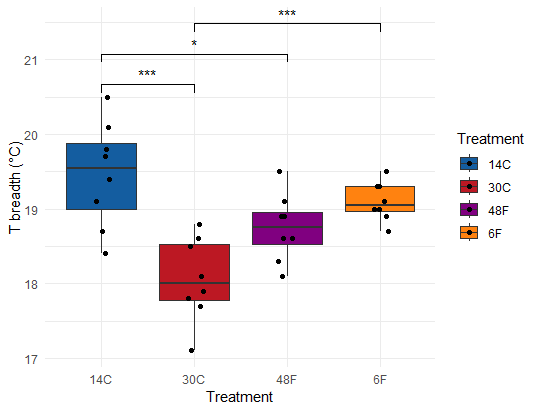 ***
*
***
T breadth (°C)
21
20
19
18
17
14C
30C
48F
6F
Treatment
Treatment
14C
30C
48F
6F